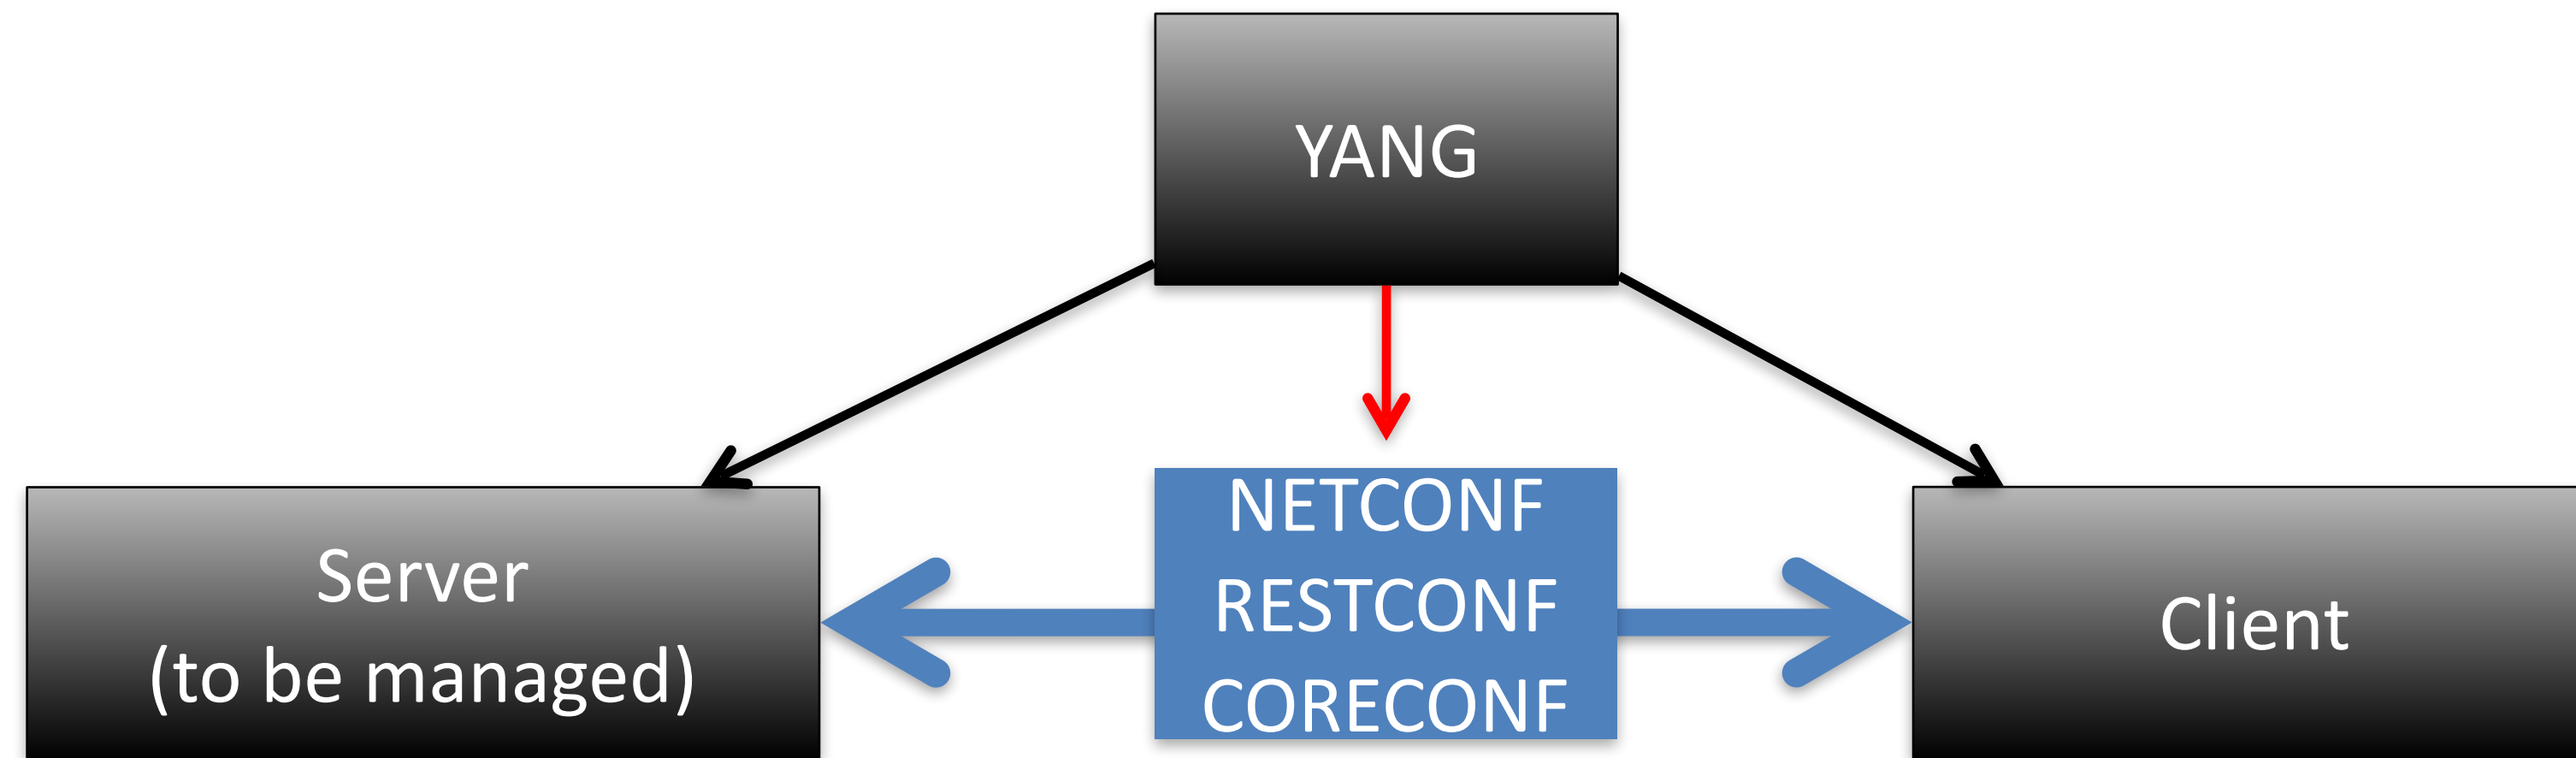 YANG
Server
(to be managed)
NETCONF
RESTCONF
CORECONF
Client